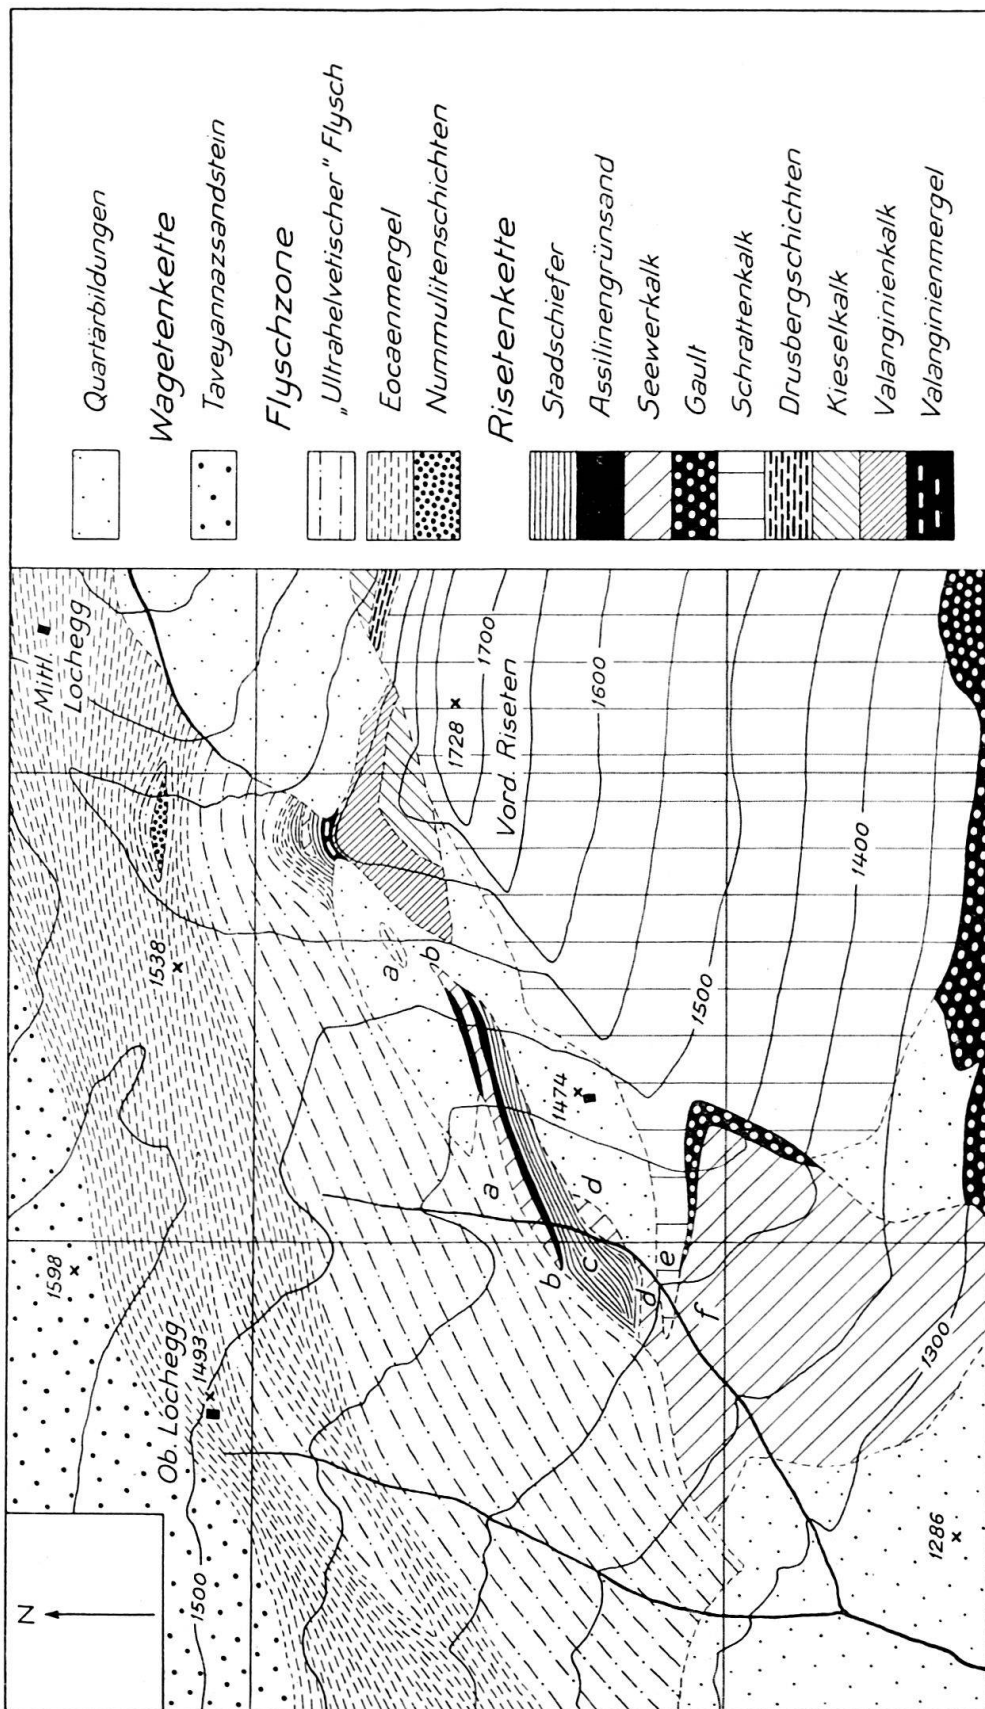 N
Mittl.
Lochegg
1598
Ob. Lochegg
1493
1500
1538
a
b
a
b
c
d
d
e
f
1474
1728
1700
Vord Riseten
1600
1500
1400
1300
1286
Quartärbildungen
Wagetenkette
Taveyannazsandstein
Flyschzone
„Ultrahelvetischer" Flysch
Eocaenmergel
Nummulitenschichten
Risetenkette
Stadschiefer
Assilinengrünsand
Seewerkalk
Gault
Schrattenkalk
Drusbergschichten
Kieselkalk
Valanginienkalk
Valanginienmergel